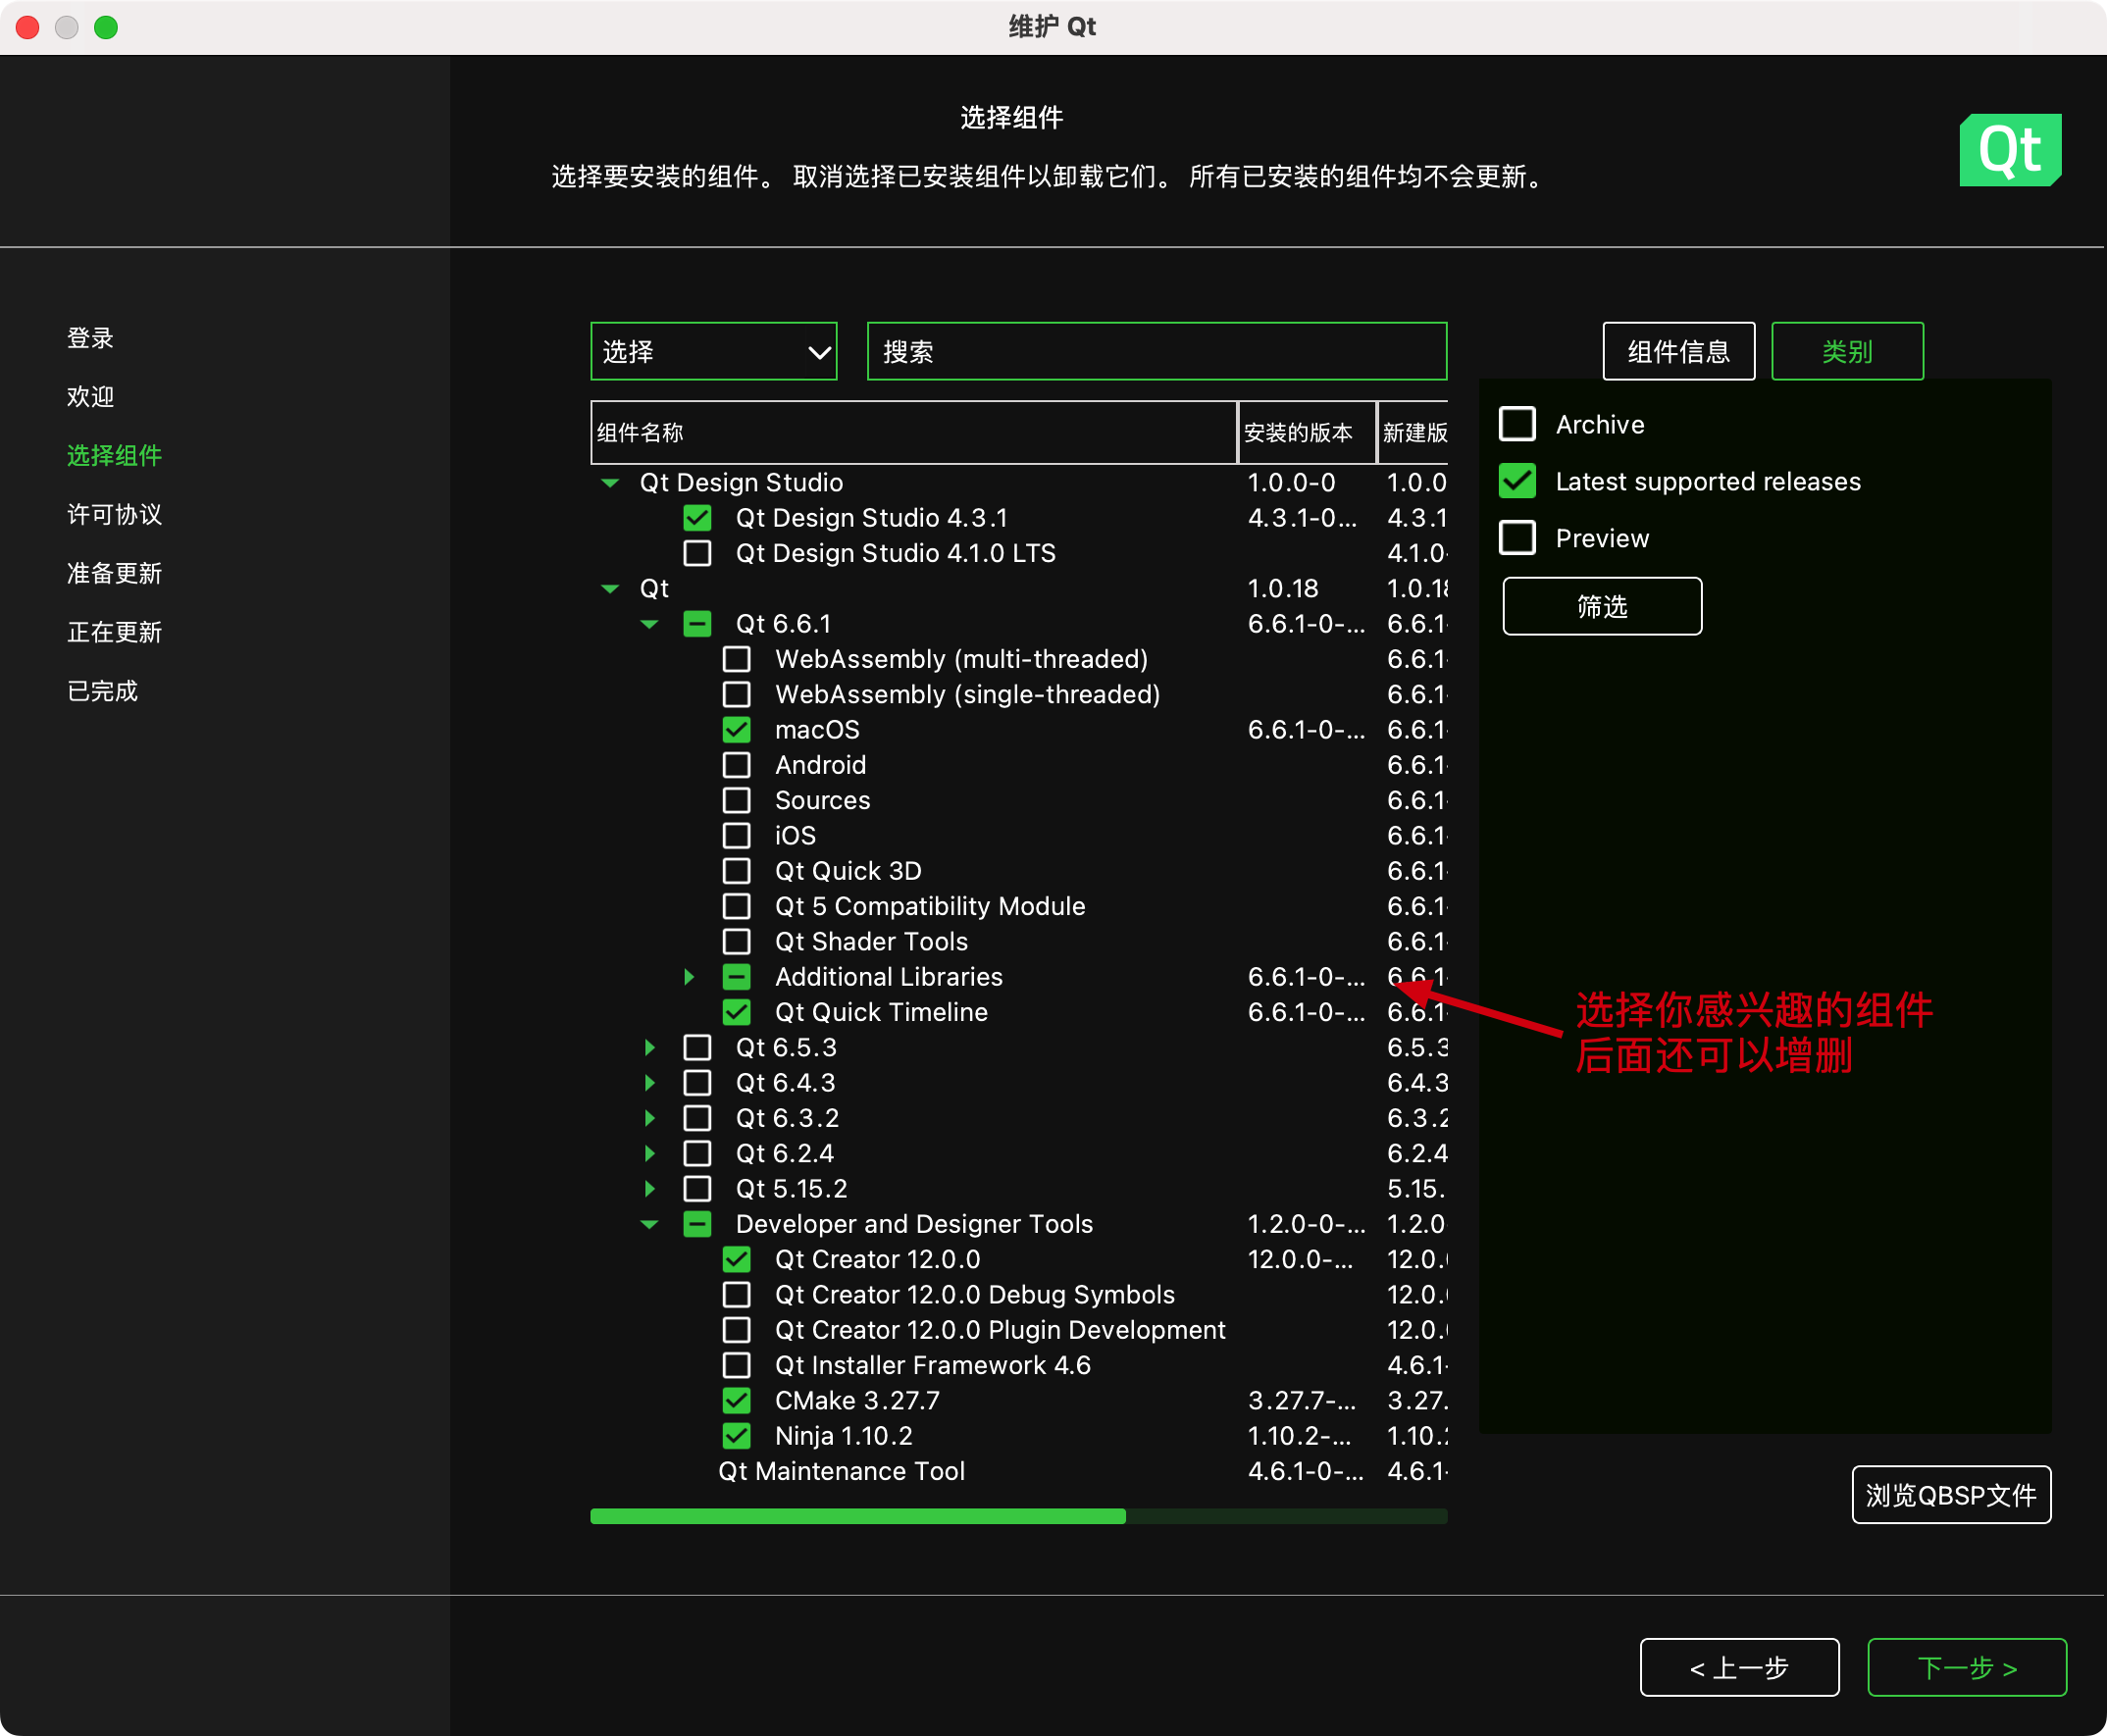 维护 Qt
选择组件
选择要安装的组件。 取消选择已安装组件以卸载它们。 所有已安装的组件均不会更新。
Qt
登录
欢迎
选择组件
许可协议
准备更新
正在更新
已完成
选择
搜索
组件信息
类别
组件名称 安装的版本 新建版
Qt Design Studio 1.0.0-0 1.0.0
Qt Design Studio 4.3.1 4.3.1-0... 4.3.1
Qt Design Studio 4.1.0 LTS 4.1.0-
Qt 1.0.18 1.0.18
Qt 6.6.1 6.6.1-0-... 6.6.1-
WebAssembly (multi-threaded) 6.6.1-
WebAssembly (single-threaded) 6.6.1-
macOS 6.6.1-0-... 6.6.1-
Android 6.6.1-
Sources 6.6.1-
iOS 6.6.1-
Qt Quick 3D 6.6.1-
Qt 5 Compatibility Module 6.6.1-
Qt Shader Tools 6.6.1-
Additional Libraries 6.6.1-0-... 6.6.1-
Qt Quick Timeline 6.6.1-0-... 6.6.1-
Qt 6.5.3 6.5.3
Qt 6.4.3 6.4.3
Qt 6.3.2 6.3.2
Qt 6.2.4 6.2.4
Qt 5.15.2 5.15.
Developer and Designer Tools 1.2.0-0-... 1.2.0-
Qt Creator 12.0.0 12.0.0-... 12.0.0
Qt Creator 12.0.0 Debug Symbols 12.0.0
Qt Creator 12.0.0 Plugin Development 12.0.0
Qt Installer Framework 4.6 4.6.1-
CMake 3.27.7 3.27.7-... 3.27.
Ninja 1.10.2 1.10.2-... 1.10.2
Qt Maintenance Tool 4.6.1-0-... 4.6.1-
Archive
Latest supported releases
Preview
筛选
选择你感兴趣的组件
后面还可以增删
浏览QBSP文件
< 上一步
下一步 >